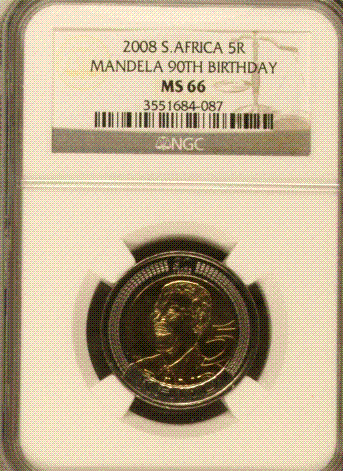 2008 S.AFRICA 5R
MANDELA 90TH BIRTHDAY
MS 66
3551684-087
NGC